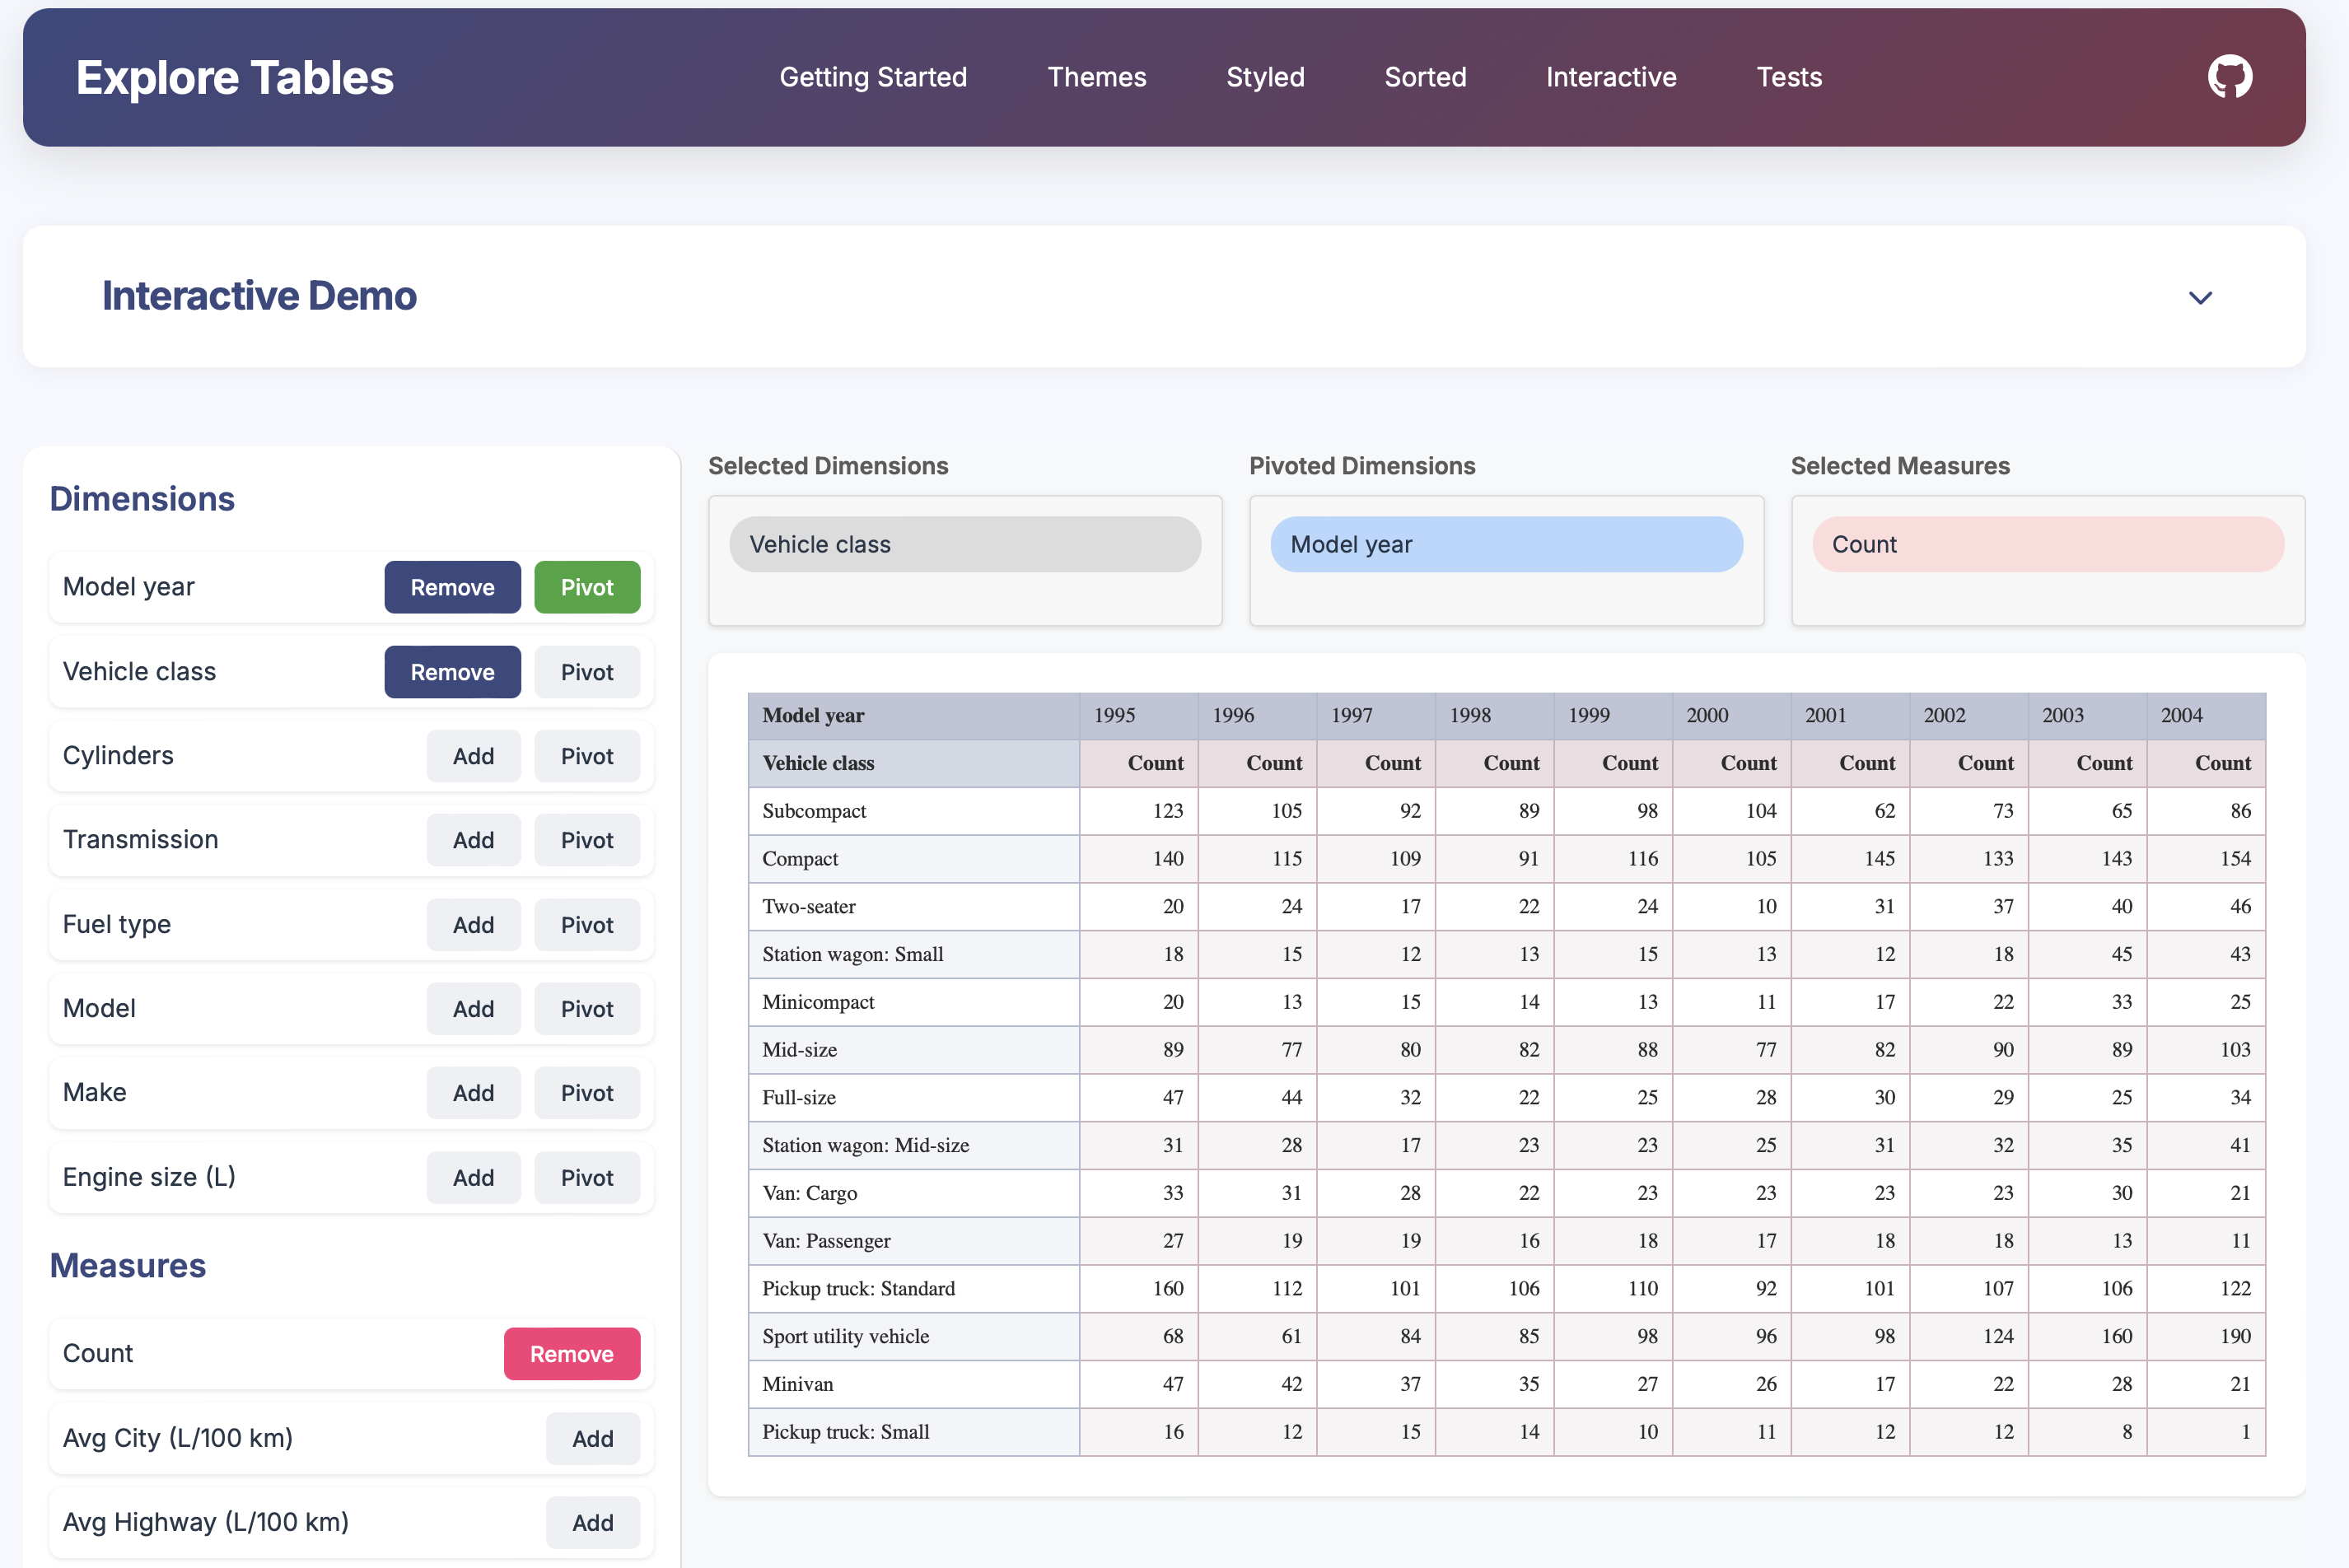 Explore Tables
Getting Started Themes Styled Sorted Interactive Tests
Interactive Demo
Dimensions
Model year Remove Pivot
Vehicle class Remove Pivot
Cylinders Add Pivot
Transmission Add Pivot
Fuel type Add Pivot
Model Add Pivot
Make Add Pivot
Engine size (L) Add Pivot
Measures
Count Remove
Avg City (L/100 km) Add
Avg Highway (L/100 km) Add
Selected Dimensions
Vehicle class
Pivoted Dimensions
Model year
Selected Measures
Count
Model year 1995 1996 1997 1998 1999 2000 2001 2002 2003 2004
Vehicle class Count Count Count Count Count Count Count Count Count Count
Subcompact 123 105 92 89 98 104 62 73 65 86
Compact 140 115 109 91 116 105 145 133 143 154
Two-seater 20 24 17 22 24 10 31 37 40 46
Station wagon: Small 18 15 12 13 15 13 12 18 45 43
Minicompact 20 13 15 14 13 11 17 22 33 25
Mid-size 89 77 80 82 88 77 82 90 89 103
Full-size 47 44 32 22 25 28 30 29 25 34
Station wagon: Mid-size 31 28 17 23 23 25 31 32 35 41
Van: Cargo 33 31 28 22 23 23 23 23 30 21
Van: Passenger 27 19 19 16 18 17 18 18 13 11
Pickup truck: Standard 160 112 101 106 110 92 101 107 106 122
Sport utility vehicle 68 61 84 85 98 96 98 124 160 190
Minivan 47 42 37 35 27 26 17 22 28 21
Pickup truck: Small 16 12 15 14 10 11 12 12 8 1